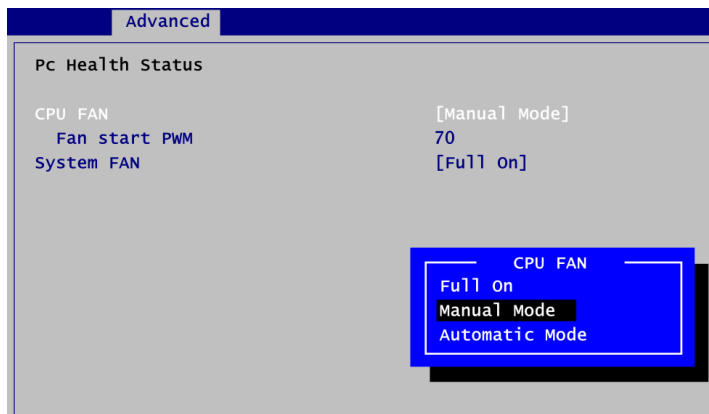 Advanced
Pc Health Status
CPU FAN [Manual Mode]
Fan start PWM 70
System FAN [Full On]
CPU FAN
Full On
Manual Mode
Automatic Mode